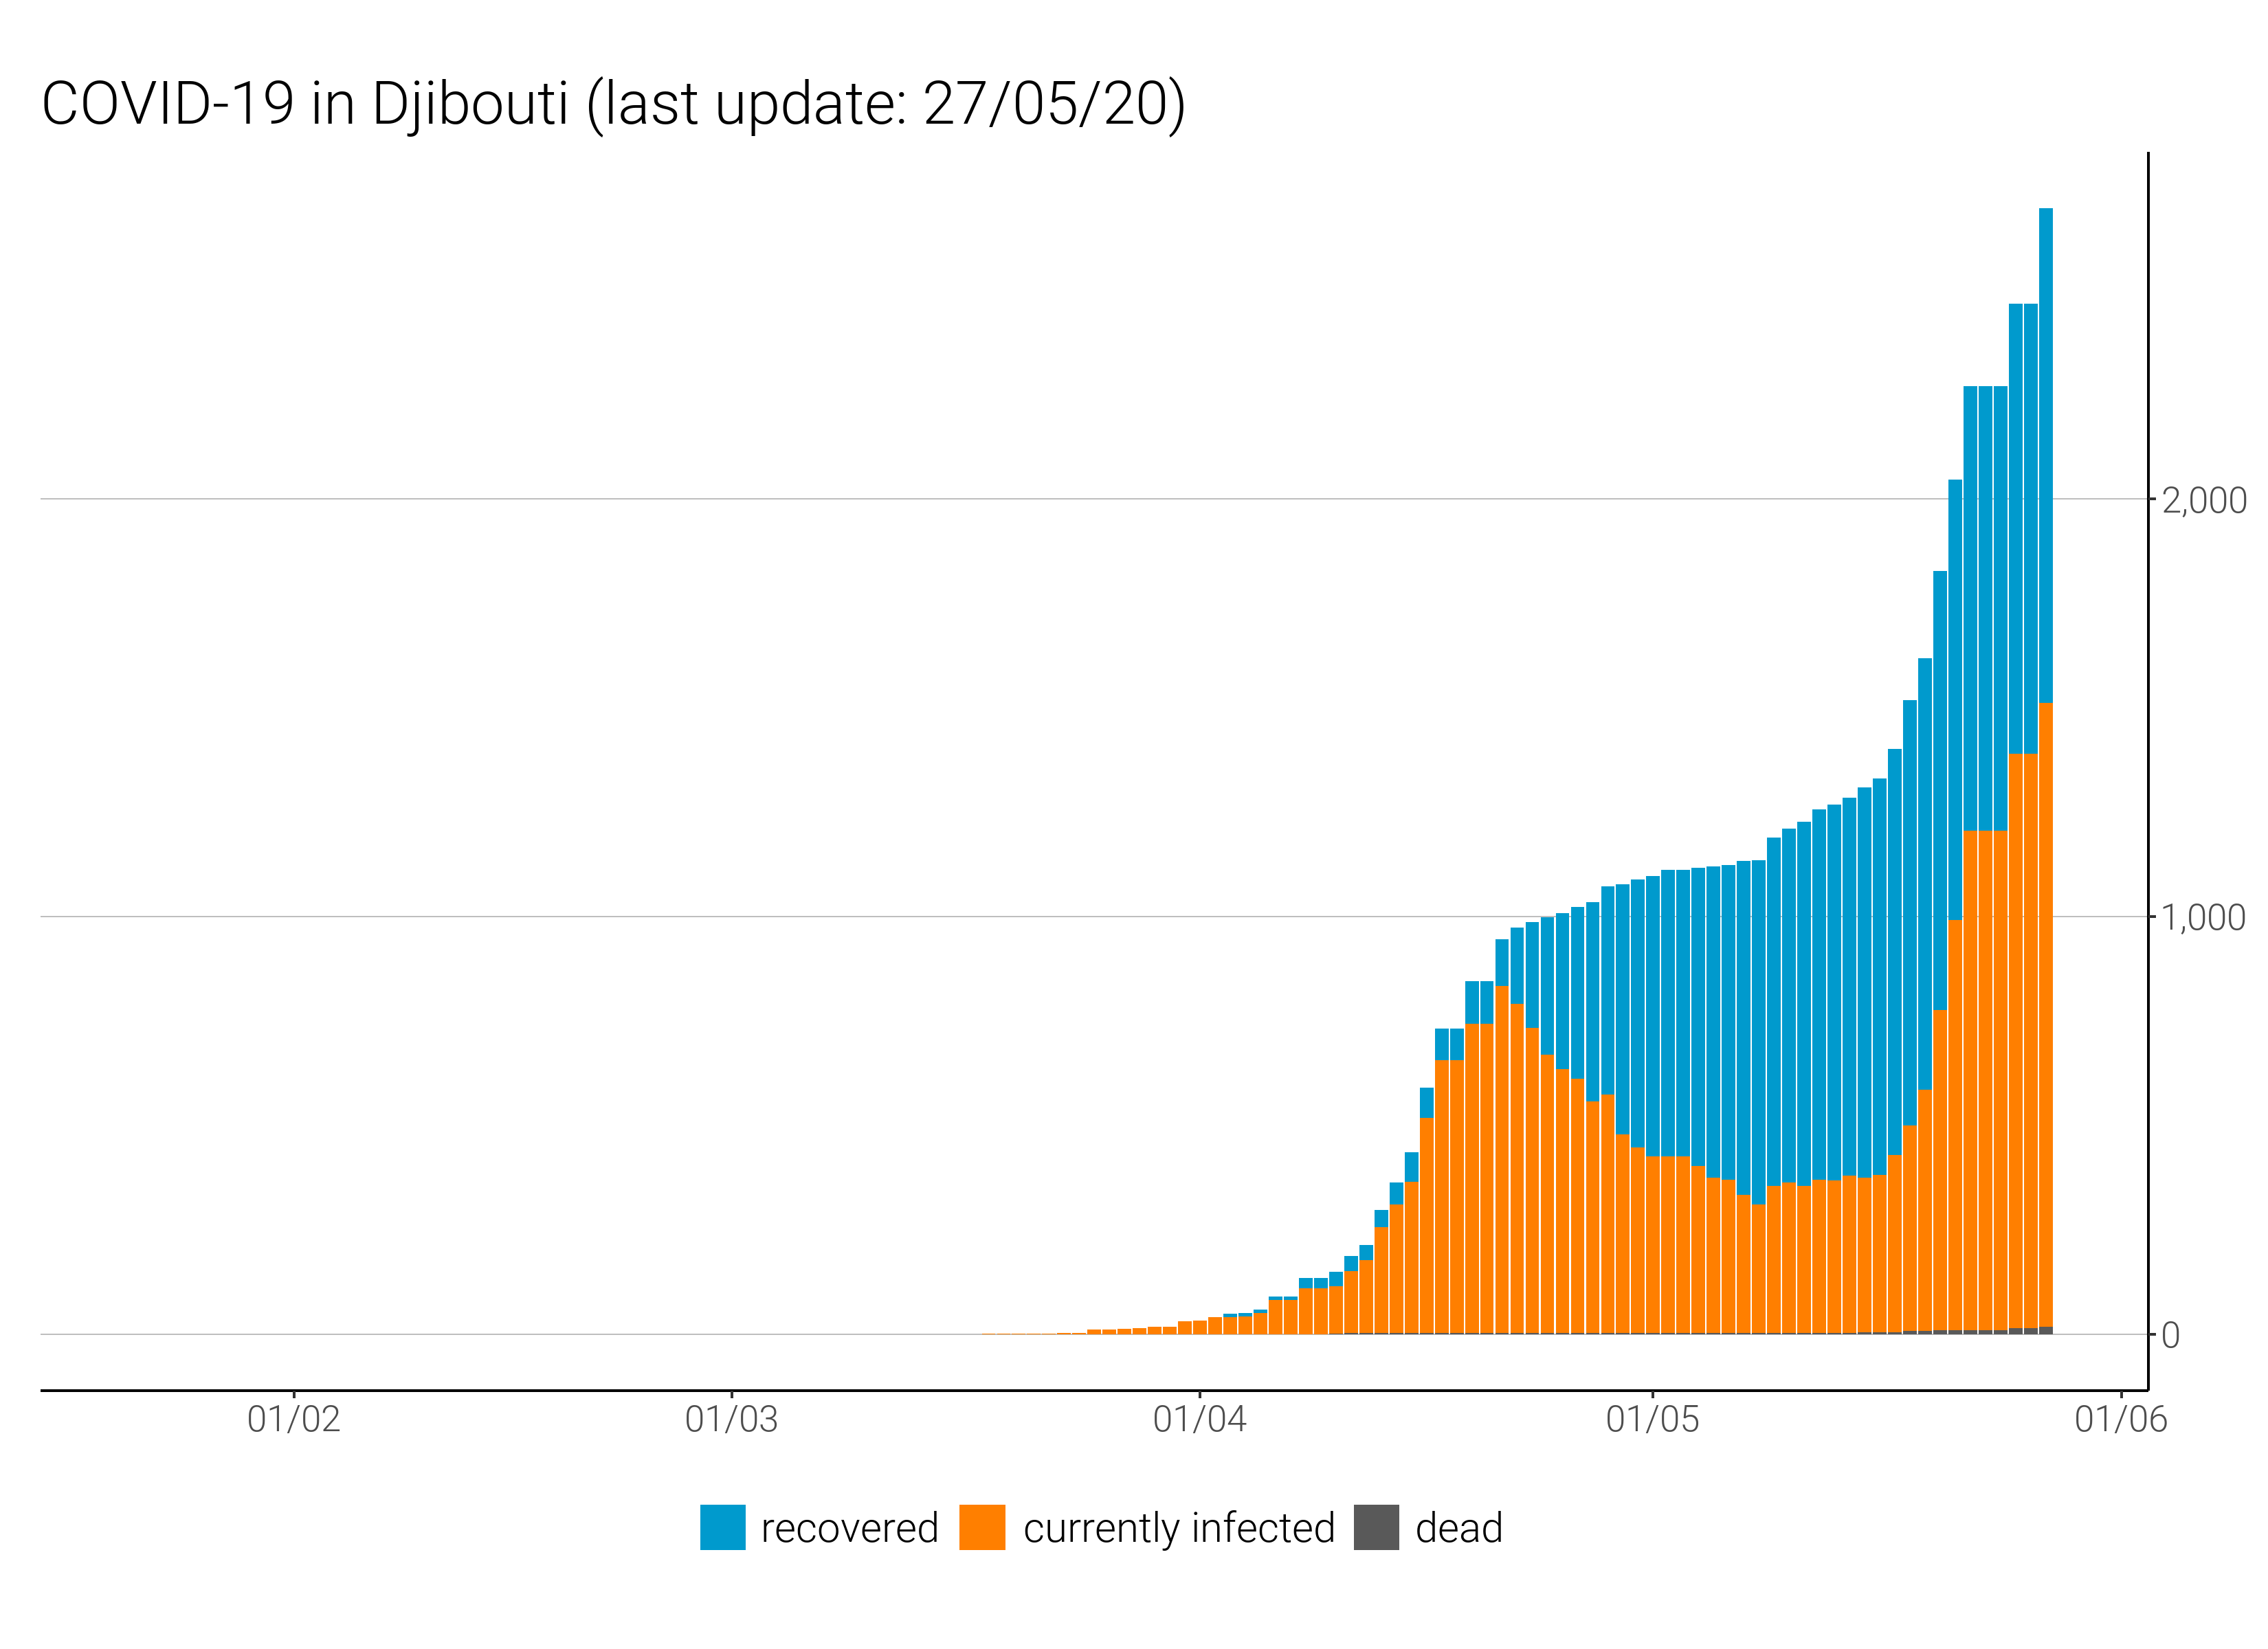 COVID-19 in Djibouti (last update: 27/05/20)
2,000
1,000
0
01/02 01/03 01/04 01/05 01/06
recovered currently infected dead